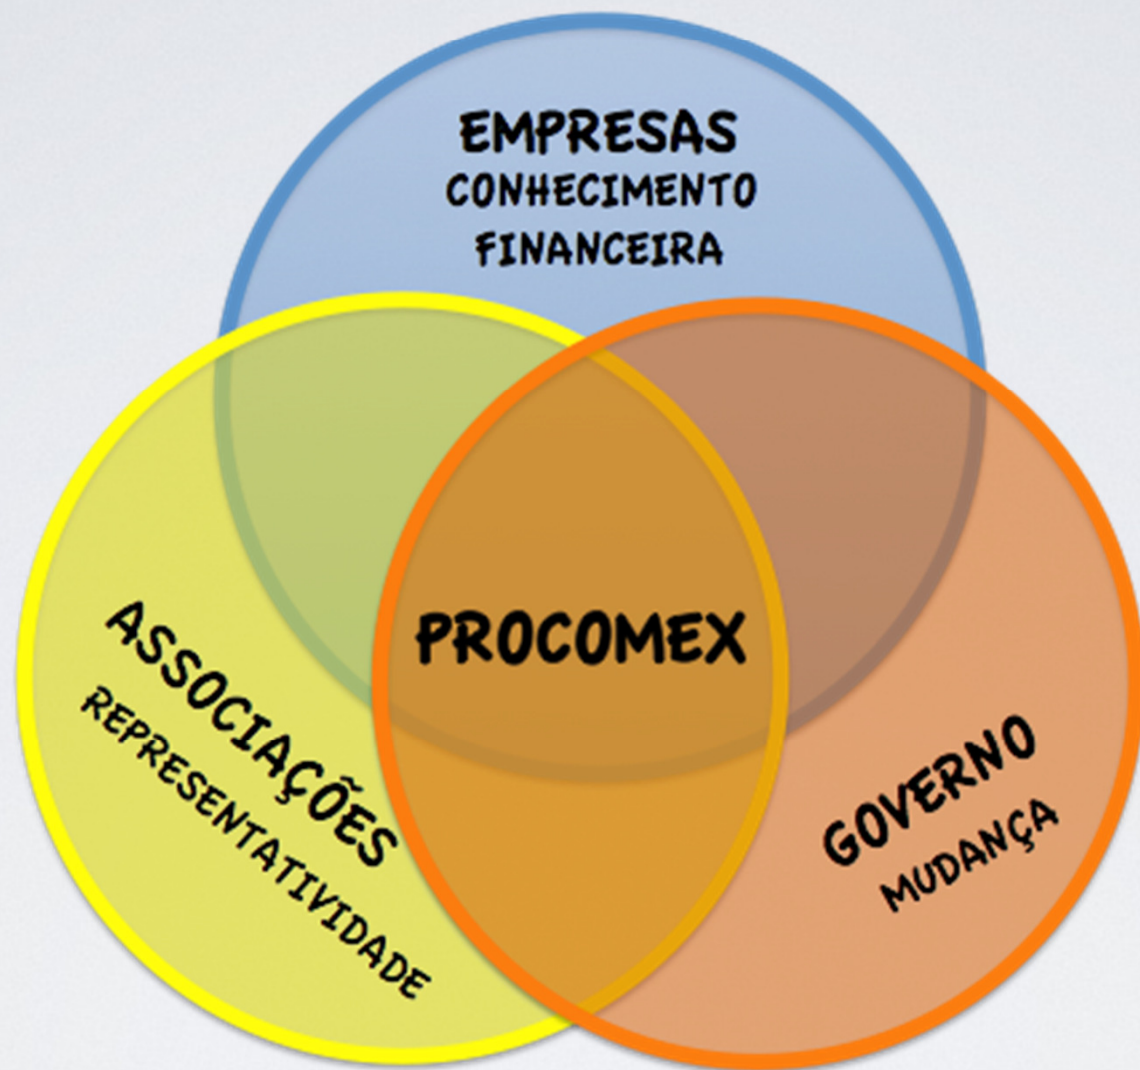 EMPRESAS
CONHECIMENTO
FINANCEIRA
PROCOMEX
ASSOCIAÇÕES
REPRESENTATIVIDADE
GOVERNO
MUDANÇA